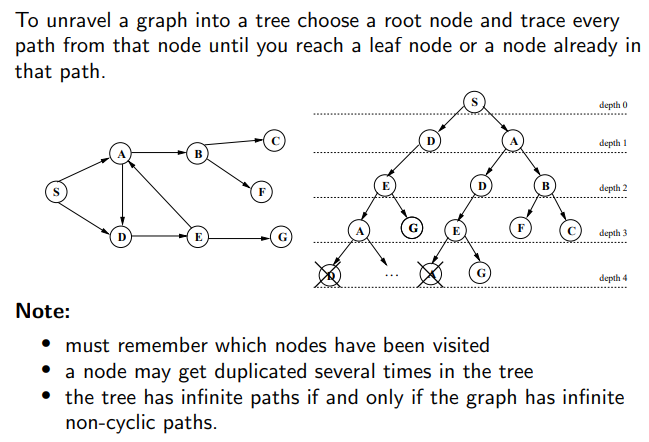 To unravel a graph into a tree choose a root node and trace every
path from that node until you reach a leaf node or a node already in
that path.
S
A
B
C
F
D
E
G
S depth 0
D A depth 1
E D B depth 2
A G E F C depth 3
D ... A G depth 4
Note:
• must remember which nodes have been visited
• a node may get duplicated several times in the tree
• the tree has infinite paths if and only if the graph has infinite
non-cyclic paths.